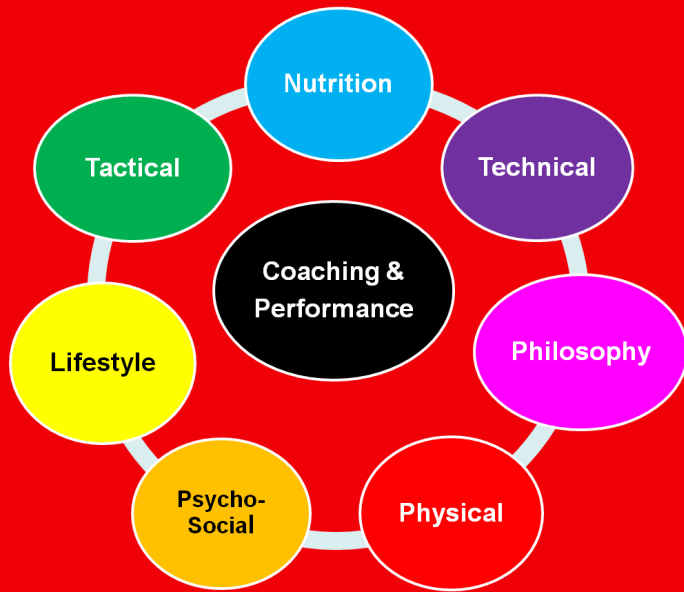 Nutrition
Tactical
Technical
Coaching &
Performance
Philosophy
Lifestyle
Psycho-
Social
Physical